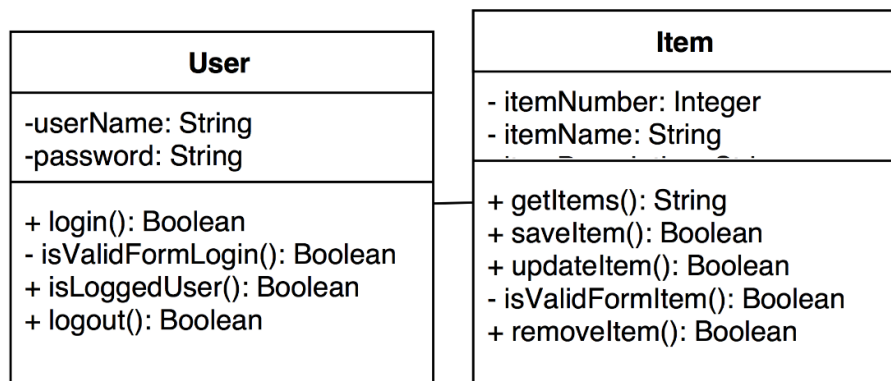 User
-userName: String
-password: String
+ login(): Boolean
- isValidFormLogin(): Boolean
+ isLoggedUser(): Boolean
+ logout(): Boolean
Item
- itemNumber: Integer
- itemName: String
+ getItems(): String
+ saveItem(): Boolean
+ updateItem(): Boolean
- isValidFormItem(): Boolean
+ removeItem(): Boolean